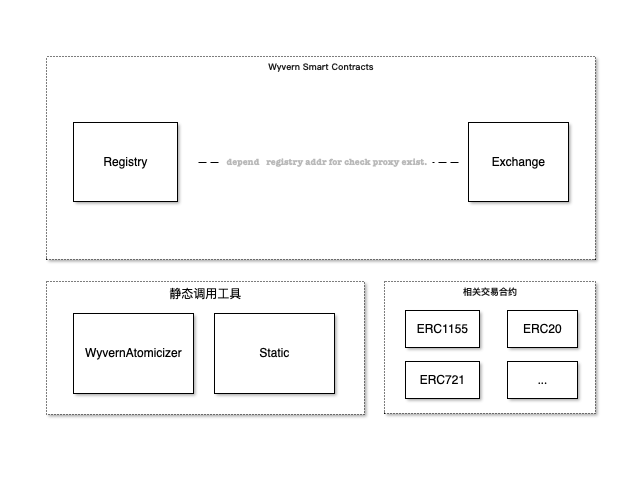 Wyvern Smart Contracts
Registry
depend registry addr for check proxy exist.
Exchange
静态调用工具
WyvernAtomicizer
Static
相关交易合约
ERC1155
ERC20
ERC721
...